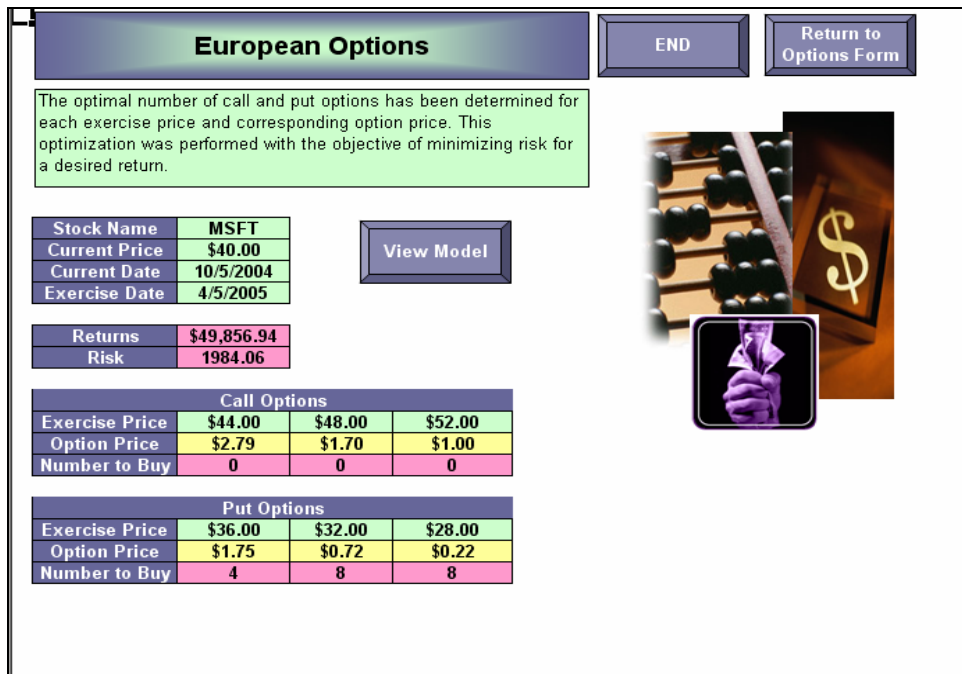 European Options
END
Return to
Options Form
The optimal number of call and put options has been determined for
each exercise price and corresponding option price. This
optimization was performed with the objective of minimizing risk for
a desired return.
Stock Name MSFT
Current Price $40.00
Current Date 10/5/2004
Exercise Date 4/5/2005
View Model
Returns $49,856.94
Risk 1984.06
Call Options
Exercise Price $44.00 $48.00 $52.00
Option Price $2.79 $1.70 $1.00
Number to Buy 0 0 0
Put Options
Exercise Price $36.00 $32.00 $28.00
Option Price $1.75 $0.72 $0.22
Number to Buy 4 8 8
$